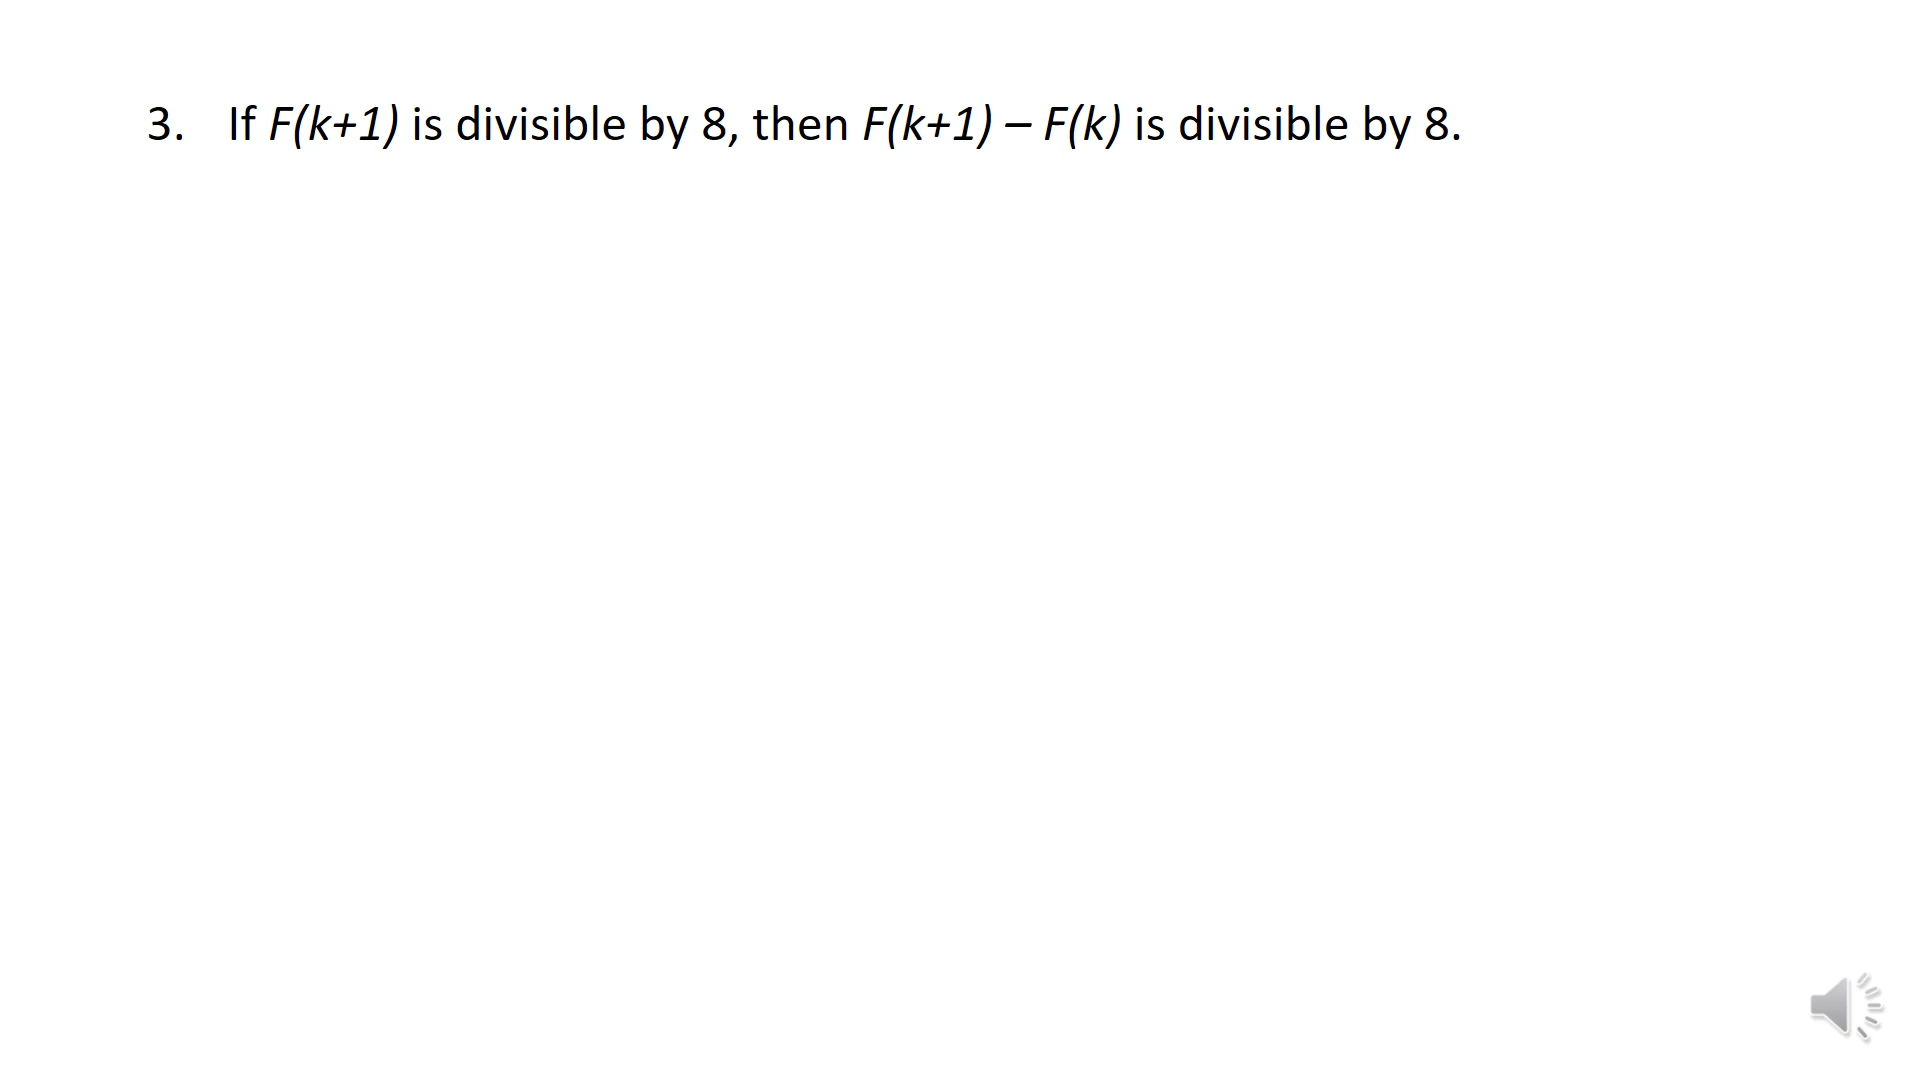 3. If F(k+1) is divisible by 8, then F(k+1) – F(k) is divisible by 8.